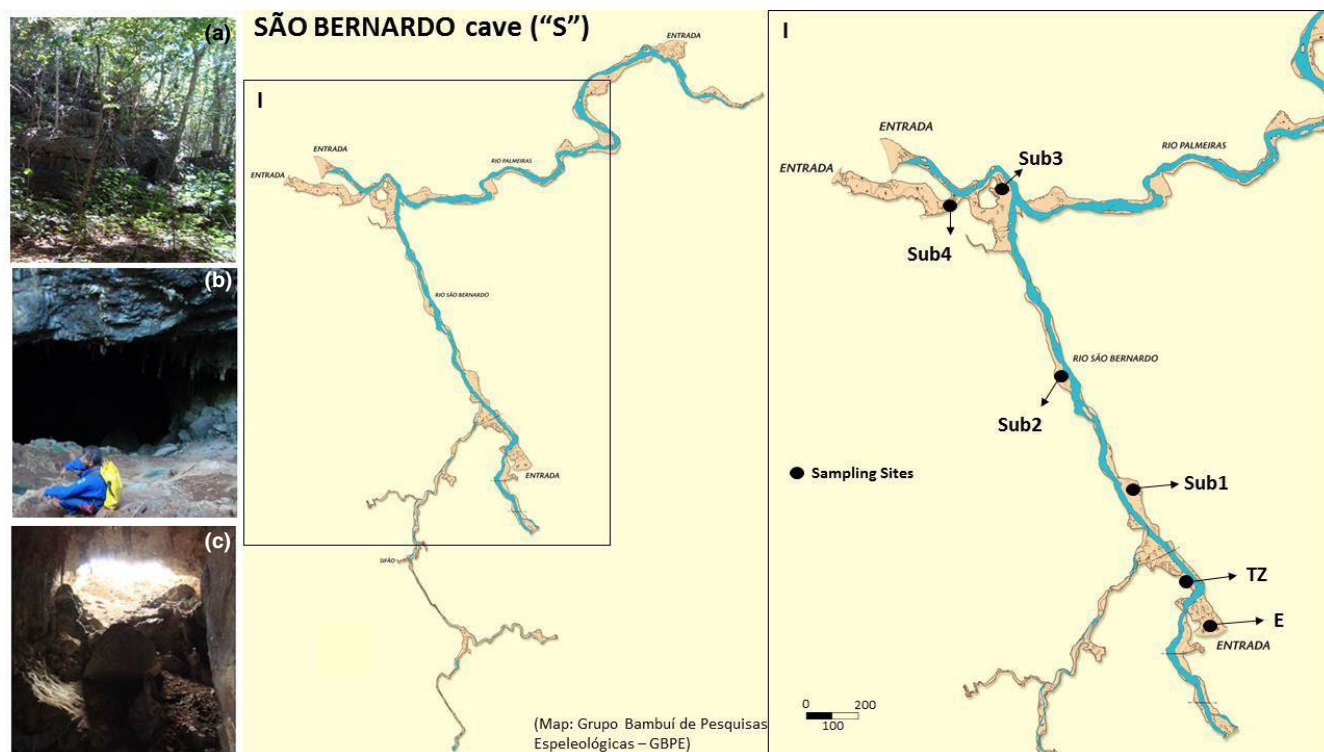 (a)
(b)
(c)
SÃO BERNARDO cave (“S”)
I
ENTRADA
ENTRADA
ENTRADA
RIO PALMEIRAS
RIO SÃO BERNARDO
ENTRADA
SIFÃO
(Map: Grupo Bambuí de Pesquisas
Espeleológicas – GBPE)
I
ENTRADA
ENTRADA
Sub3
RIO PALMEIRAS
Sub4
RIO SÃO BERNARDO
Sub2
Sampling Sites
Sub1
TZ
E
ENTRADA
0 200
100